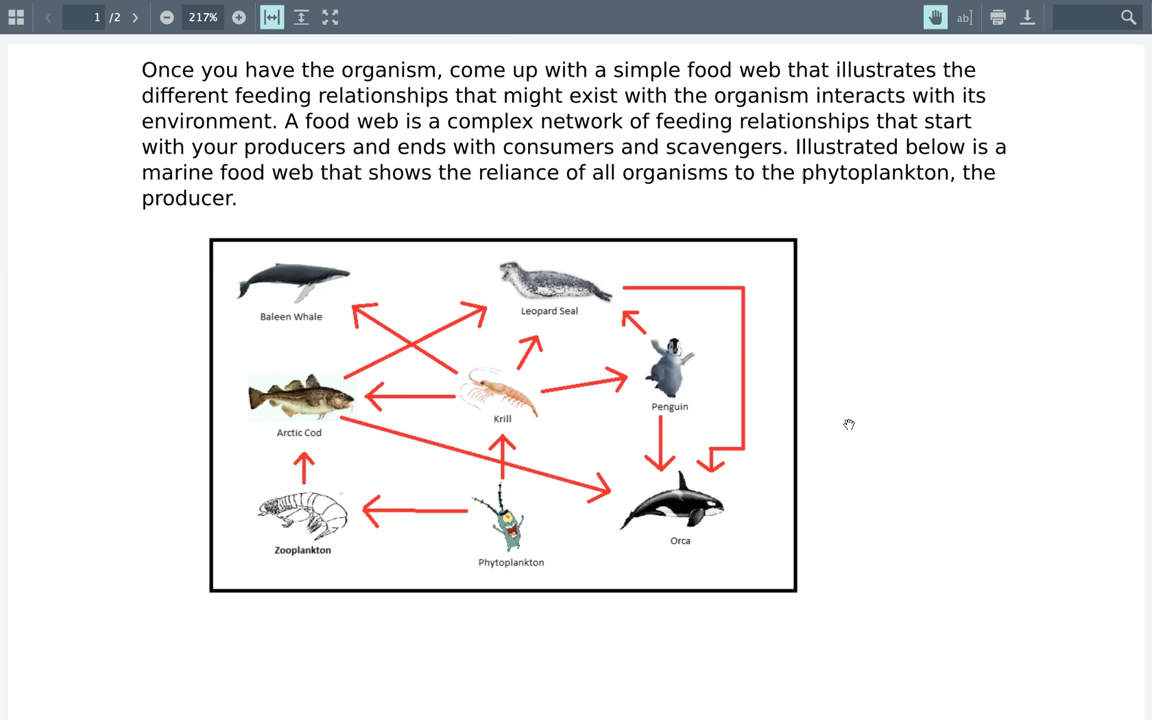 1 /2 217% ab
Once you have the organism, come up with a simple food web that illustrates the
different feeding relationships that might exist with the organism interacts with its
environment. A food web is a complex network of feeding relationships that start
with your producers and ends with consumers and scavengers. Illustrated below is a
marine food web that shows the reliance of all organisms to the phytoplankton, the
producer.
Baleen Whale
Leopard Seal
Penguin
Krill
Arctic Cod
Orca
Zooplankton
Phytoplankton